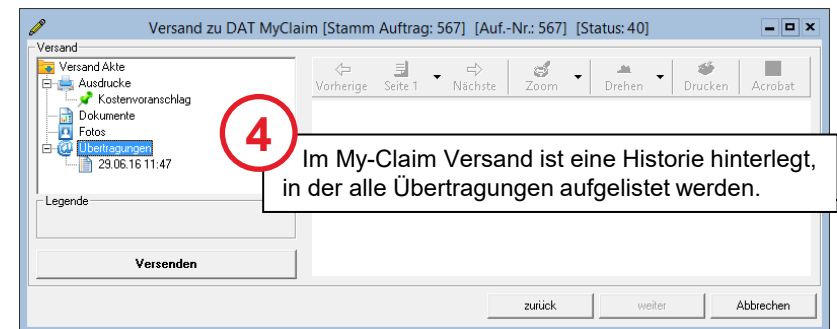 Versand zu DAT MyClaim [Stamm Auftrag: 567] [Auf.-Nr.: 567] [Status: 40]
Versand
Versand Akte
Ausdrucke
Kostenvoranschlag
Dokumente
Fotos
Übertragungen
29.06.16 11:47
Vorherige Seite 1 Nächste Zoom Drehen Drucken Acrobat
4
Im My-Claim Versand ist eine Historie hinterlegt,
in der alle Übertragungen aufgelistet werden.
Legende
Versenden
zurück weiter Abbrechen